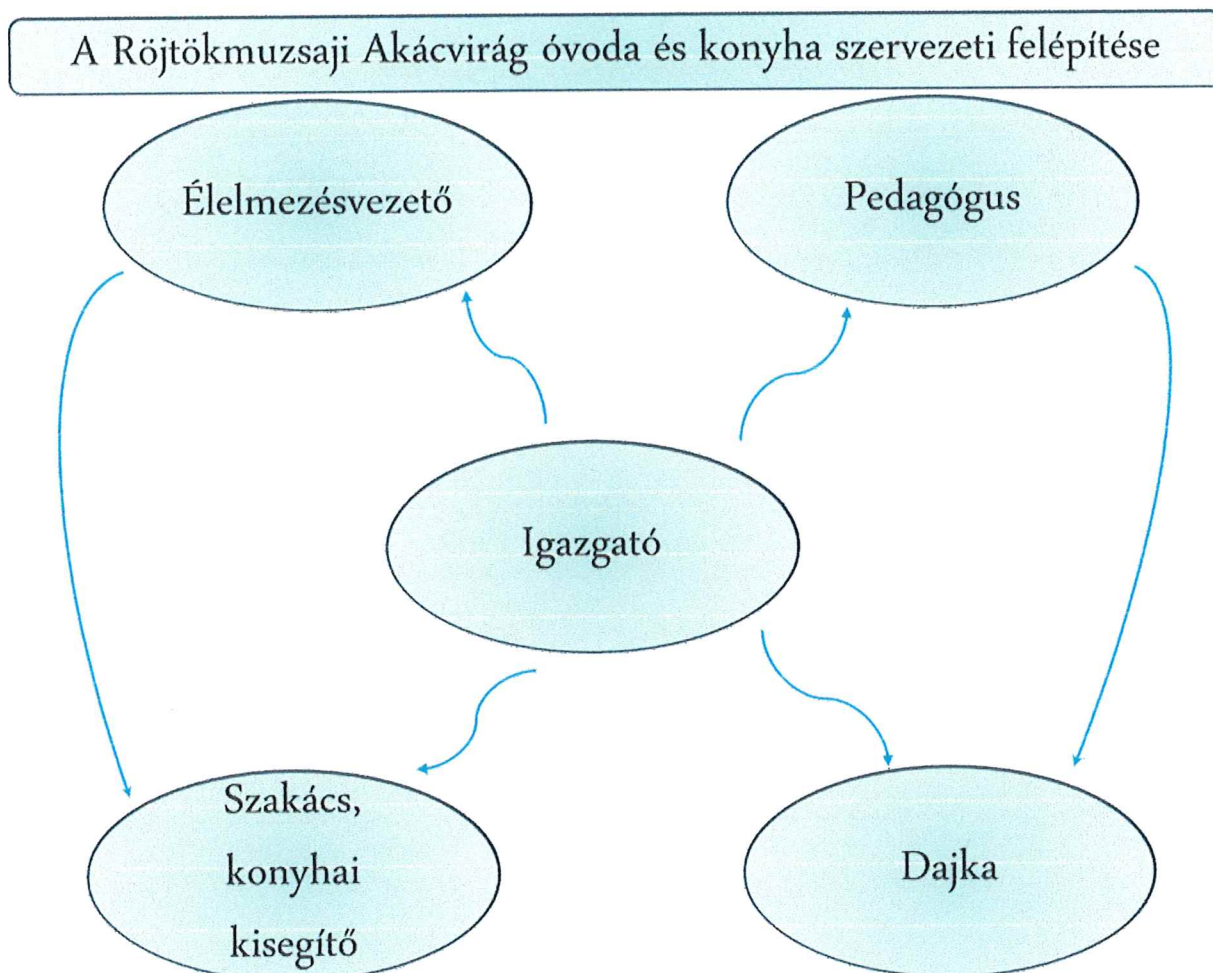 A Röjtökmuzsaji Akácvirág óvoda és konyha szervezeti felépítése
Élelmezésvezető
Pedagógus
Igazgató
Szakács,
konyhai
kisegítő
Dajka